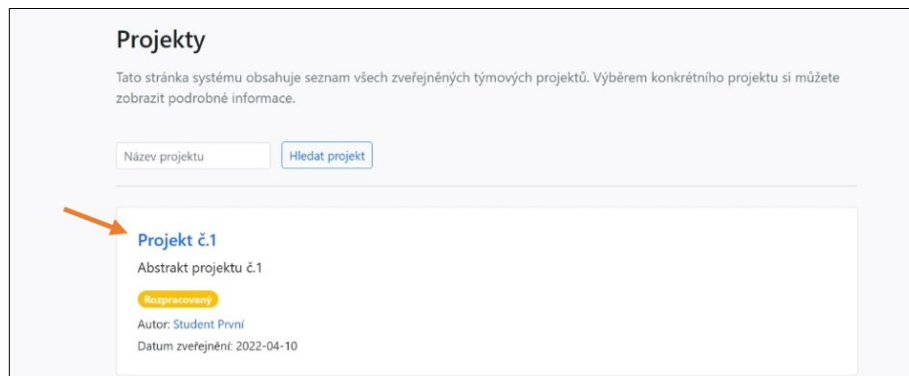 Projekty
Tato stránka systému obsahuje seznam všech zveřejněných týmových projektů. Výběrem konkrétního projektu si můžete
zobrazit podrobné informace.
Název projektu Hledat projekt
Projekt č.1
Abstrakt projektu č.1
Rozpracovaný
Autor: Student První
Datum zveřejnění: 2022-04-10